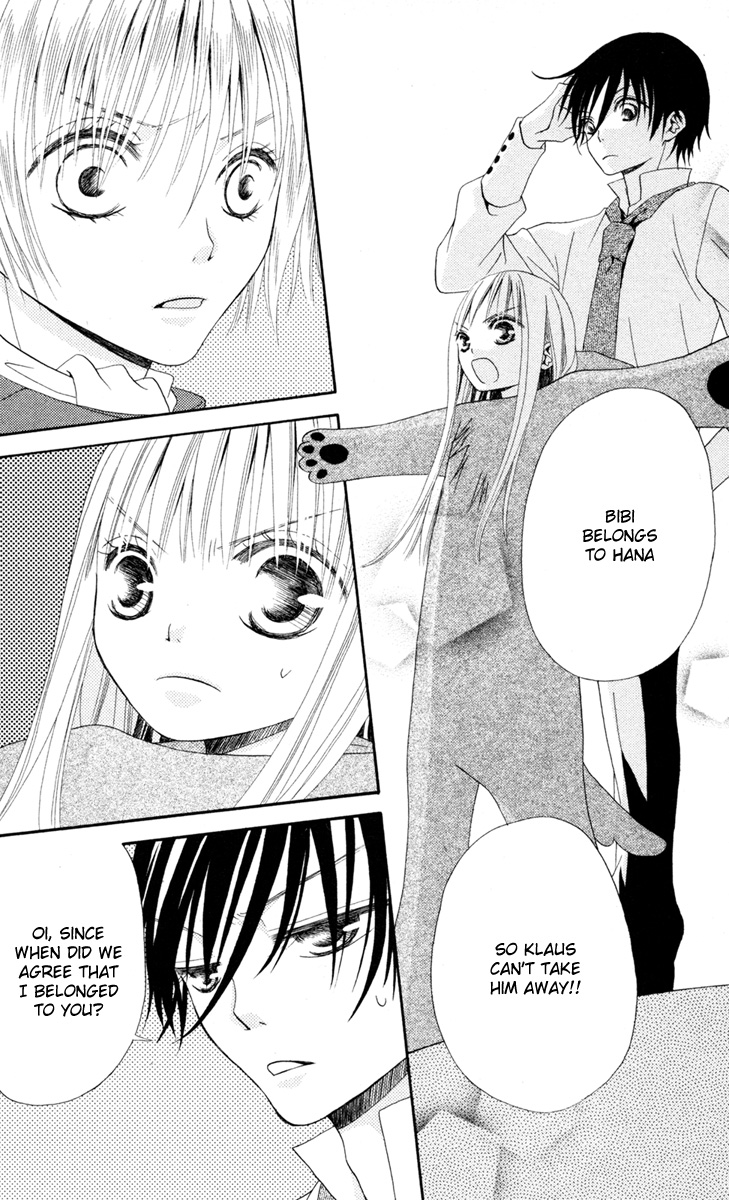 BIBI
BELONGS
TO HANA
SO KLAUS
CAN'T TAKE
HIM AWAY!!
OI, SINCE
WHEN DID WE
AGREE THAT
I BELONGED
TO YOU?